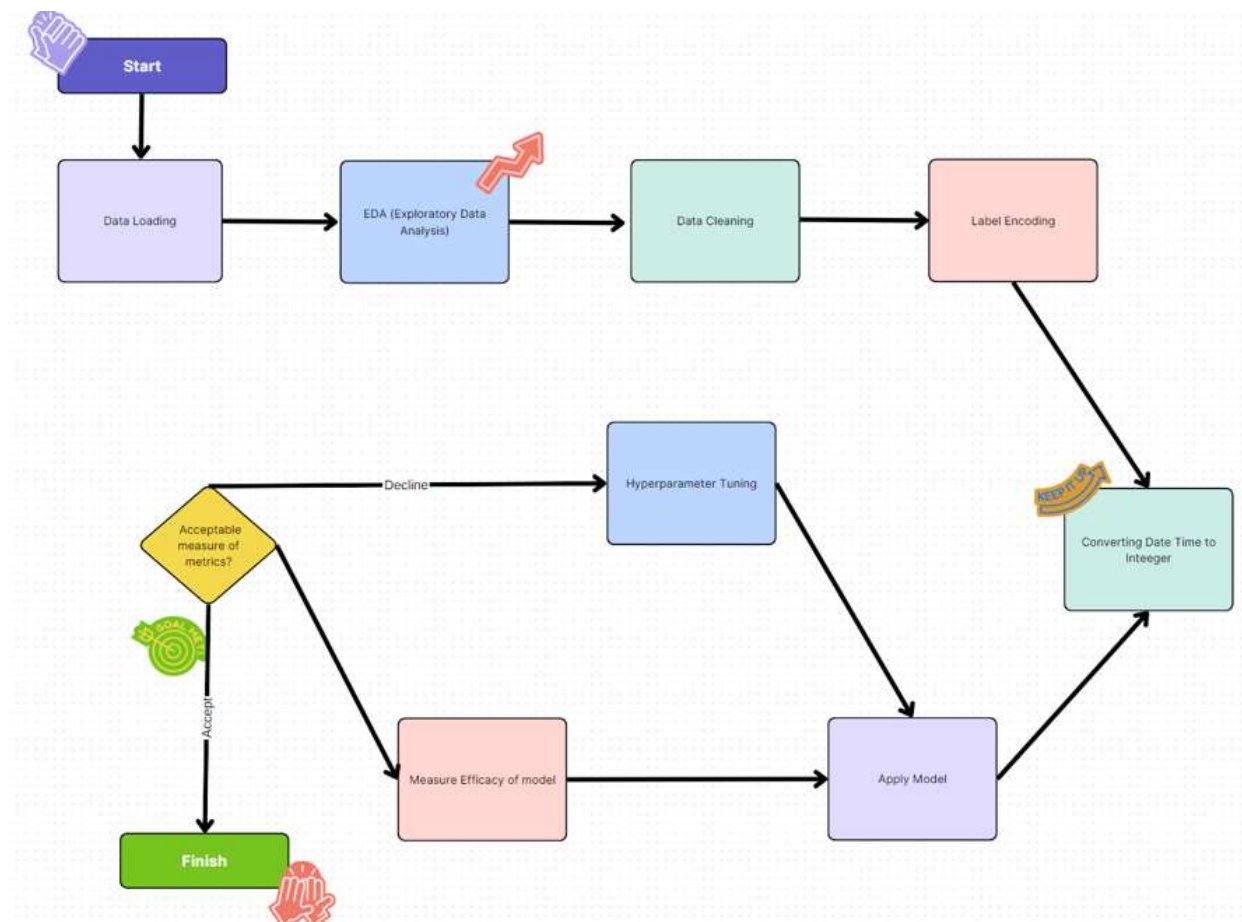 Start
Data Loading
EDA (Exploratory Data
Analysis)
Data Cleaning
Label Encoding
Decline
Hyperparameter Tuning
KEEP IT UP
Acceptable
measure of
metrics?
Converting Date Time to
Inteeger
GOAL
Accept
Measure Efficacy of model
Apply Model
Finish